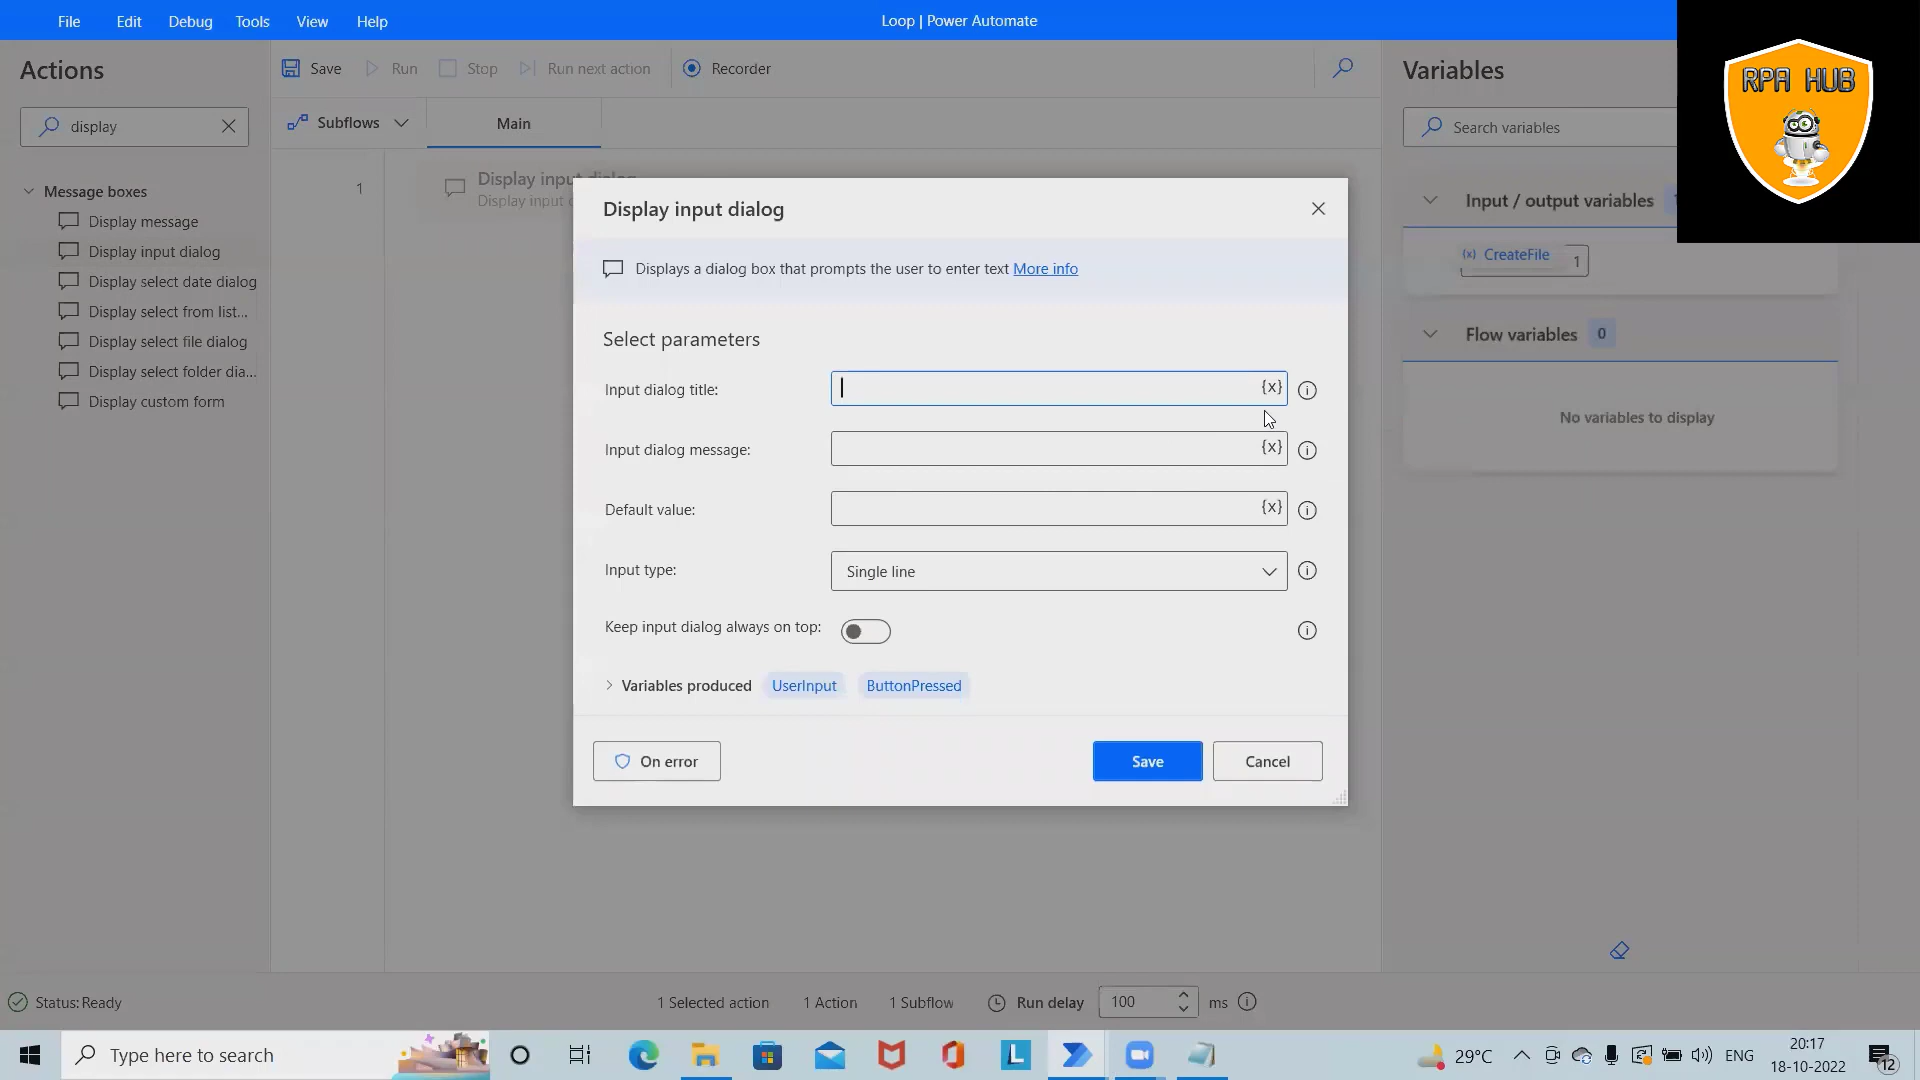 File Edit Debug Tools View Help
Loop | Power Automate
RPA HUB
Actions
display
Message boxes
Display message
Display input dialog
Display select date dialog
Display select from list...
Display select file dialog
Display select folder dia...
Display custom form
Save Run Stop Run next action Recorder
Subflows Main
1
Display input dialog
Display input
Display input dialog
Displays a dialog box that prompts the user to enter text More info
Select parameters
Input dialog title: {x}
Input dialog message: {x}
Default value: {x}
Input type: Single line
Keep input dialog always on top:
Variables produced UserInput ButtonPressed
On error Save Cancel
Variables
Search variables
Input / output variables
(x) CreateFile 1
Flow variables 0
No variables to display
Status: Ready 1 Selected action 1 Action 1 Subflow Run delay 100 ms
Type here to search
29°C ENG
20:17
18-10-2022
12